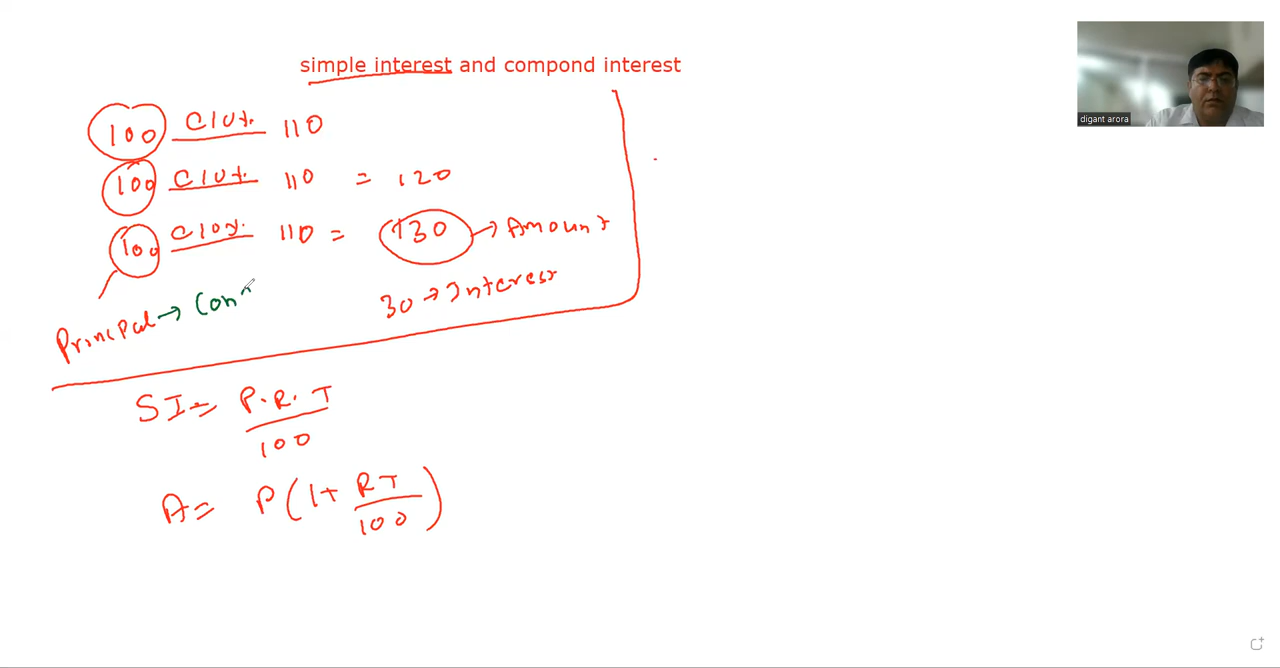 simple interest and compond interest
100 @10% 110
100 @10% 110 = 120
100 @10% 110 = 130 → Amount
30 → Interest
Principal → Con
SI = P.R.T / 100
A = P(1 + RT / 100)
digant arora